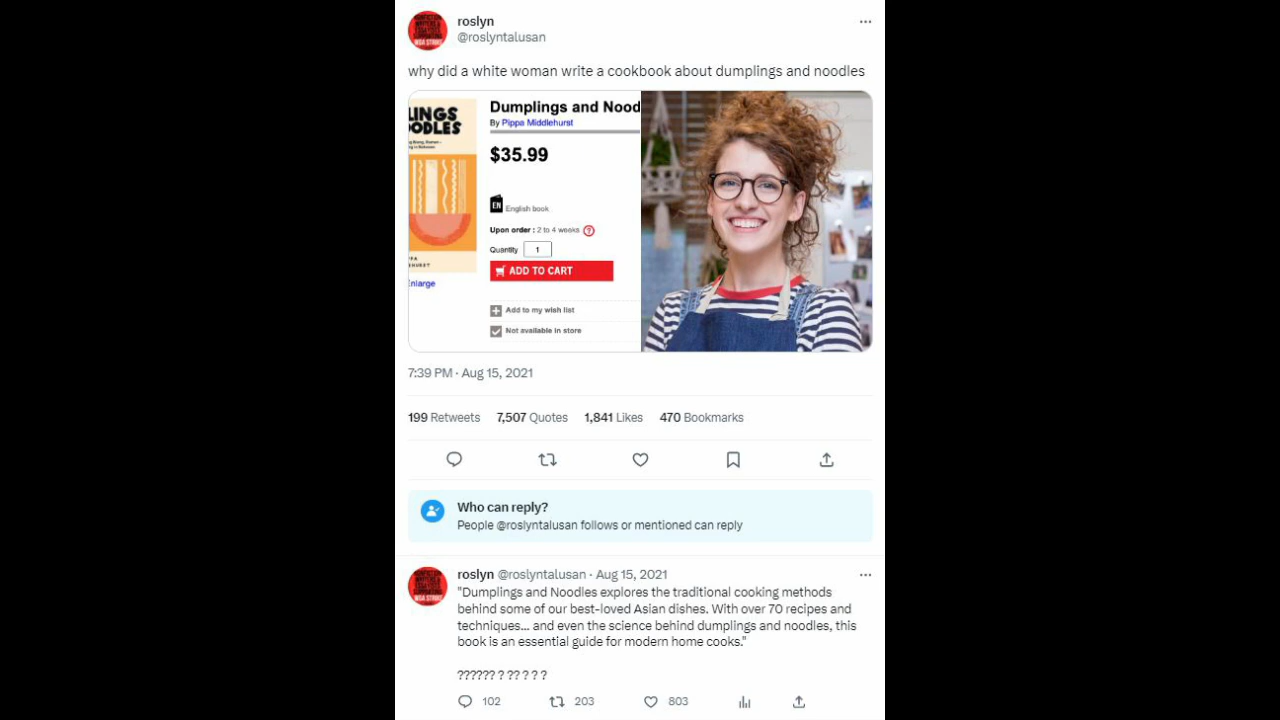 roslyn
@roslyntalusan
why did a white woman write a cookbook about dumplings and noodles
LINGS
OODLES
Dumplings and Nood
By Pippa Middlehurst
$35.99
EN English book
Upon order : 2 to 4 weeks ?
Quantity 1
ADD TO CART
nlarge
Add to my wish list
Not available in store
7:39 PM · Aug 15, 2021
199 Retweets 7,507 Quotes 1,841 Likes 470 Bookmarks
Who can reply?
People @roslyntalusan follows or mentioned can reply
roslyn @roslyntalusan · Aug 15, 2021
"Dumplings and Noodles explores the traditional cooking methods
behind some of our best-loved Asian dishes. With over 70 recipes and
techniques... and even the science behind dumplings and noodles, this
book is an essential guide for modern home cooks."
?????? ? ?? ? ? ?
102 203 803